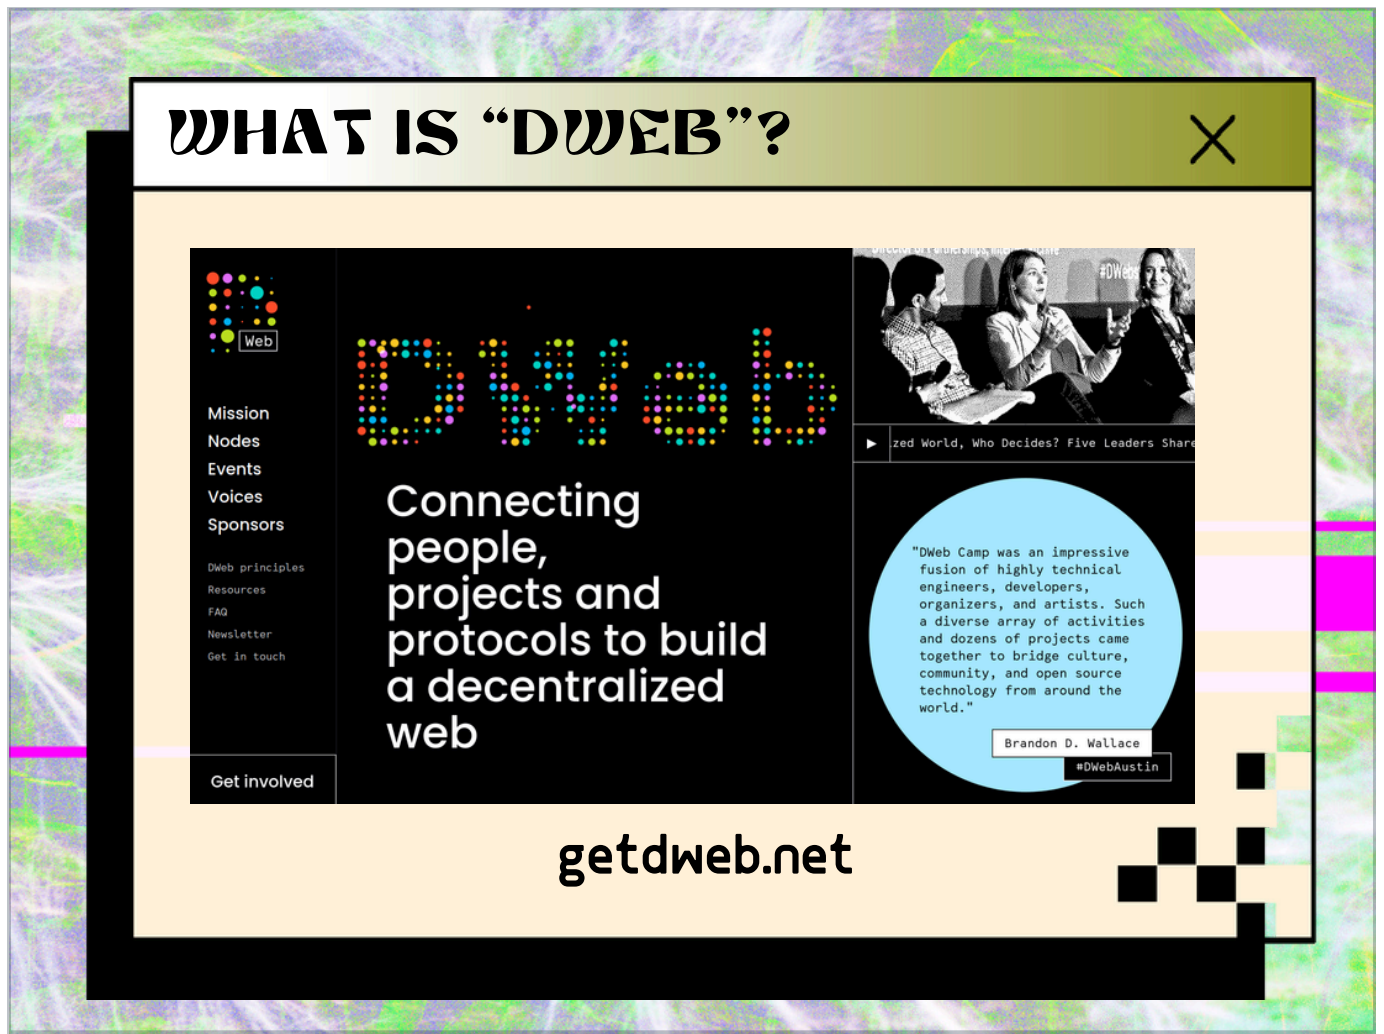 WHAT IS “DWEB”?
Web
Mission
Nodes
Events
Voices
Sponsors
DWeb principles
Resources
FAQ
Newsletter
Get in touch
Get involved
DWeb
Connecting
people,
projects and
protocols to build
a decentralized
web
#DWebs
zed World, Who Decides? Five Leaders Share
"DWeb Camp was an impressive
fusion of highly technical
engineers, developers,
organizers, and artists. Such
a diverse array of activities
and dozens of projects came
together to bridge culture,
community, and open source
technology from around the
world."
Brandon D. Wallace
#DWebAustin
getdweb.net